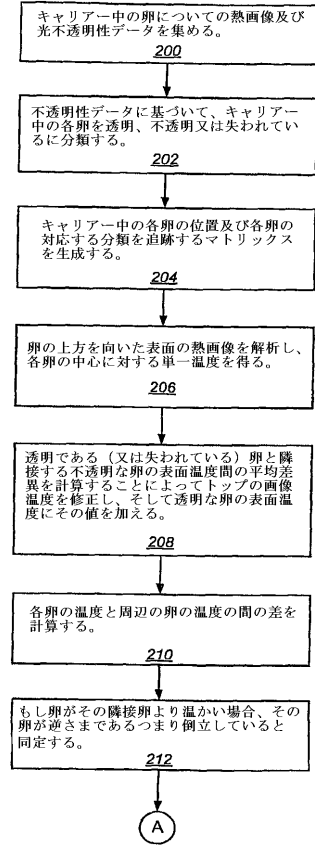 キャリアー中の卵についての熱画像及び
光不透明性データを集める。
200
不透明性データに基づいて、キャリアー
中の各卵を透明、不透明又は失われてい
るに分類する。
202
キャリアー中の各卵の位置及び各卵の
対応する分類を追跡するマトリックス
を生成する。
204
卵の上方を向いた表面の熱画像を解析し、
各卵の中心に対する単一温度を得る。
206
透明である（又は失われている）卵と隣
接する不透明な卵の表面温度間の平均差
異を計算することによってトップの画像
温度を修正し、そして透明な卵の表面温
度にその値を加える。
208
各卵の温度と周辺の卵の温度の間の差を
計算する。
210
もし卵がその隣接卵より温かい場合、その
卵が逆さまであるつまり倒立していると
同定する。
212
A